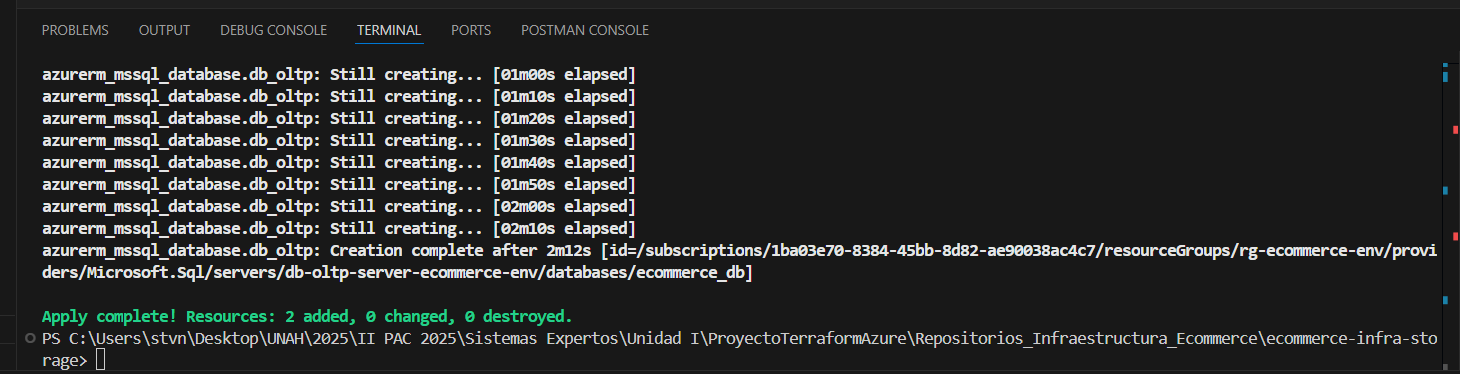 PROBLEMS OUTPUT DEBUG CONSOLE TERMINAL PORTS POSTMAN CONSOLE
azurerm_mssql_database.db_oltp: Still creating... [01m00s elapsed]
azurerm_mssql_database.db_oltp: Still creating... [01m10s elapsed]
azurerm_mssql_database.db_oltp: Still creating... [01m20s elapsed]
azurerm_mssql_database.db_oltp: Still creating... [01m30s elapsed]
azurerm_mssql_database.db_oltp: Still creating... [01m40s elapsed]
azurerm_mssql_database.db_oltp: Still creating... [01m50s elapsed]
azurerm_mssql_database.db_oltp: Still creating... [02m00s elapsed]
azurerm_mssql_database.db_oltp: Still creating... [02m10s elapsed]
azurerm_mssql_database.db_oltp: Creation complete after 2m12s [id=/subscriptions/1ba03e70-8384-45bb-8d82-ae90038ac4c7/resourceGroups/rg-ecommerce-env/provi
ders/Microsoft.Sql/servers/db-oltp-server-ecommerce-env/databases/ecommerce_db]
Apply complete! Resources: 2 added, 0 changed, 0 destroyed.
PS C:\Users\stvn\Desktop\UNAH\2025\II PAC 2025\Sistemas Expertos\Unidad I\ProyectoTerraformAzure\Repositorios_Infraestructura_Ecommerce\ecommerce-infra-sto
rage>